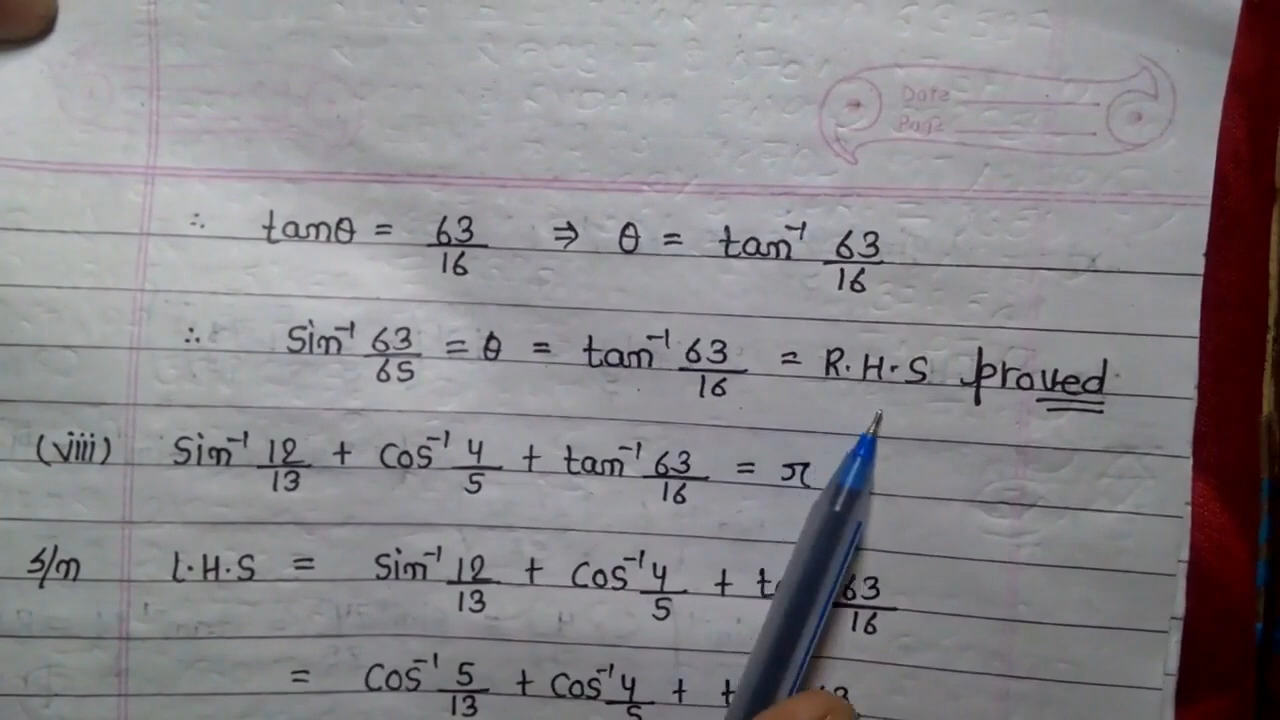 Date
Page
∴ tanθ = 63/16 ⇒ θ = tan⁻¹ 63/16
∴ Sin⁻¹ 63/65 = θ = tan⁻¹ 63/16 = R.H.S proved
(viii) Sin⁻¹ 12/13 + Cos⁻¹ 4/5 + tan⁻¹ 63/16 = π
S/n L.H.S = Sin⁻¹ 12/13 + Cos⁻¹ 4/5 + t 63/16
= Cos⁻¹ 5/13 + Cos⁻¹ 4/5 + t